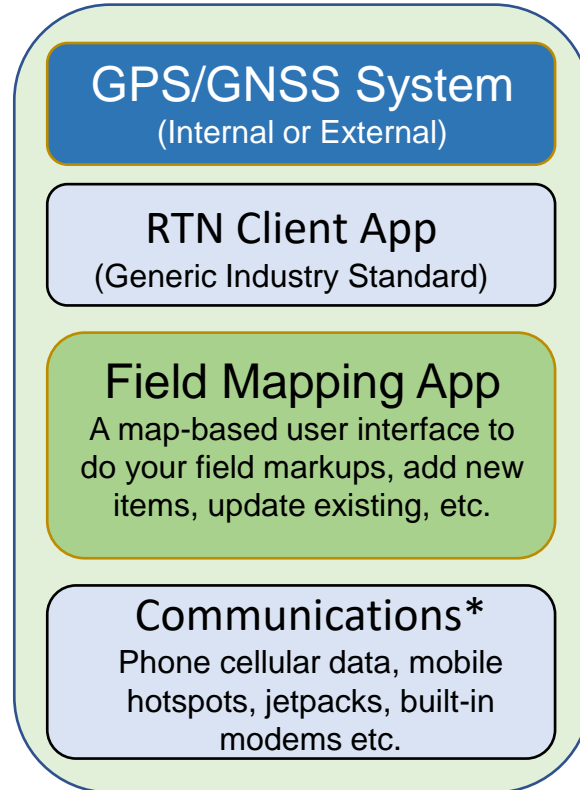 GPS/GNSS System
(Internal or External)
RTN Client App
(Generic Industry Standard)
Field Mapping App
A map-based user interface to
do your field markups, add new
items, update existing, etc.
Communications*
Phone cellular data, mobile
hotspots, jetpacks, built-in
modems etc.